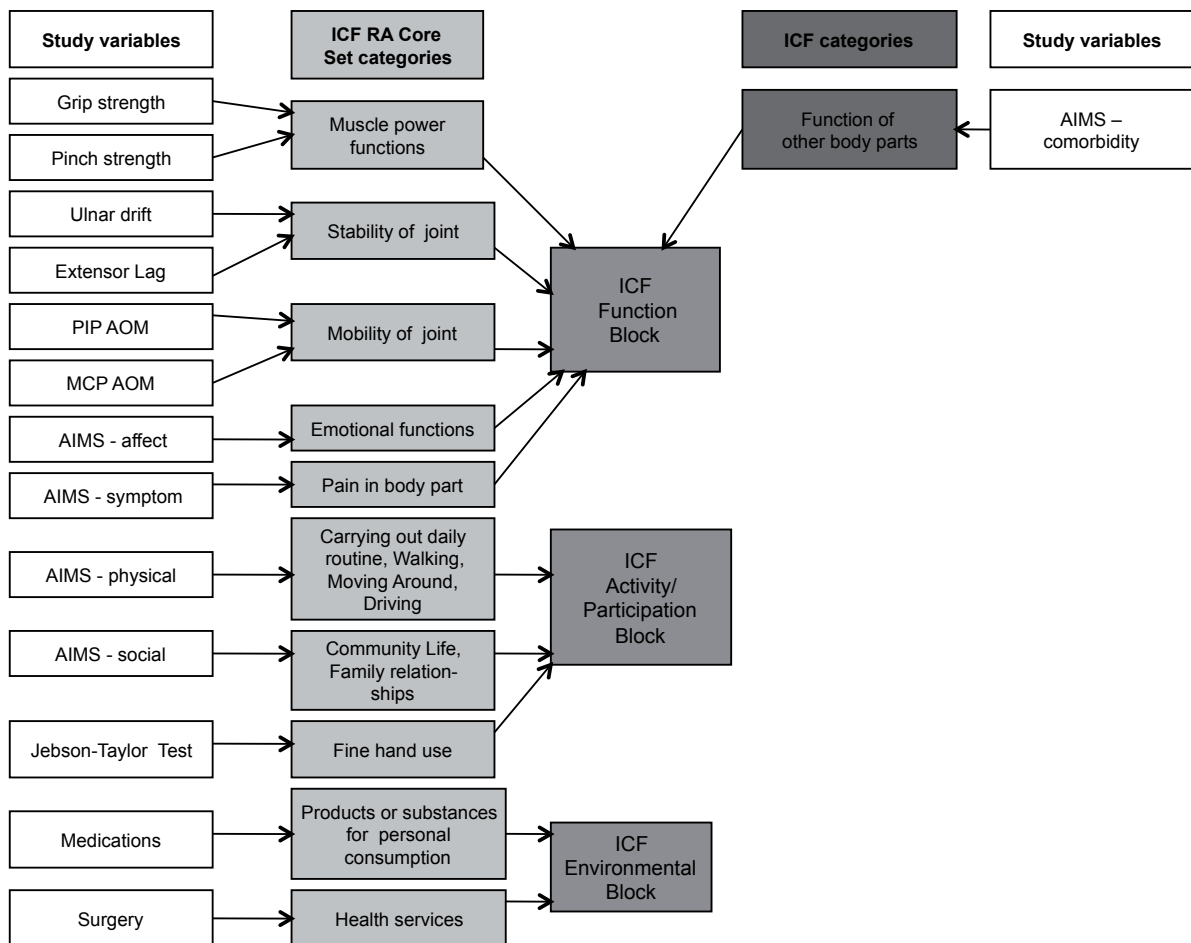 Study variables
ICF RA Core
Set categories
ICF categories
Study variables
Grip strength
Pinch strength
Muscle power
functions
Function of
other body parts
AIMS –
comorbidity
Ulnar drift
Extensor Lag
Stability of joint
PIP AOM
MCP AOM
Mobility of joint
ICF
Function
Block
AIMS - affect
Emotional functions
AIMS - symptom
Pain in body part
AIMS - physical
Carrying out daily
routine, Walking,
Moving Around,
Driving
ICF
Activity/
Participation
Block
AIMS - social
Community Life,
Family relation-
ships
Jebson-Taylor Test
Fine hand use
Medications
Products or substances
for personal
consumption
ICF
Environmental
Block
Surgery
Health services